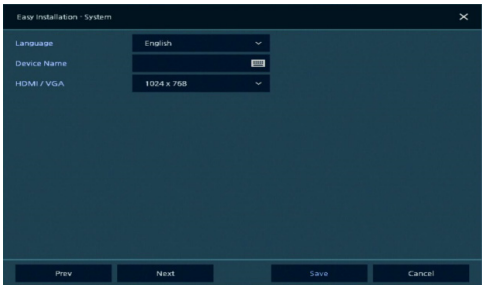 Easy Installation - System
Language English
Device Name
HDMI / VGA 1024 x 768
Prev Next Save Cancel